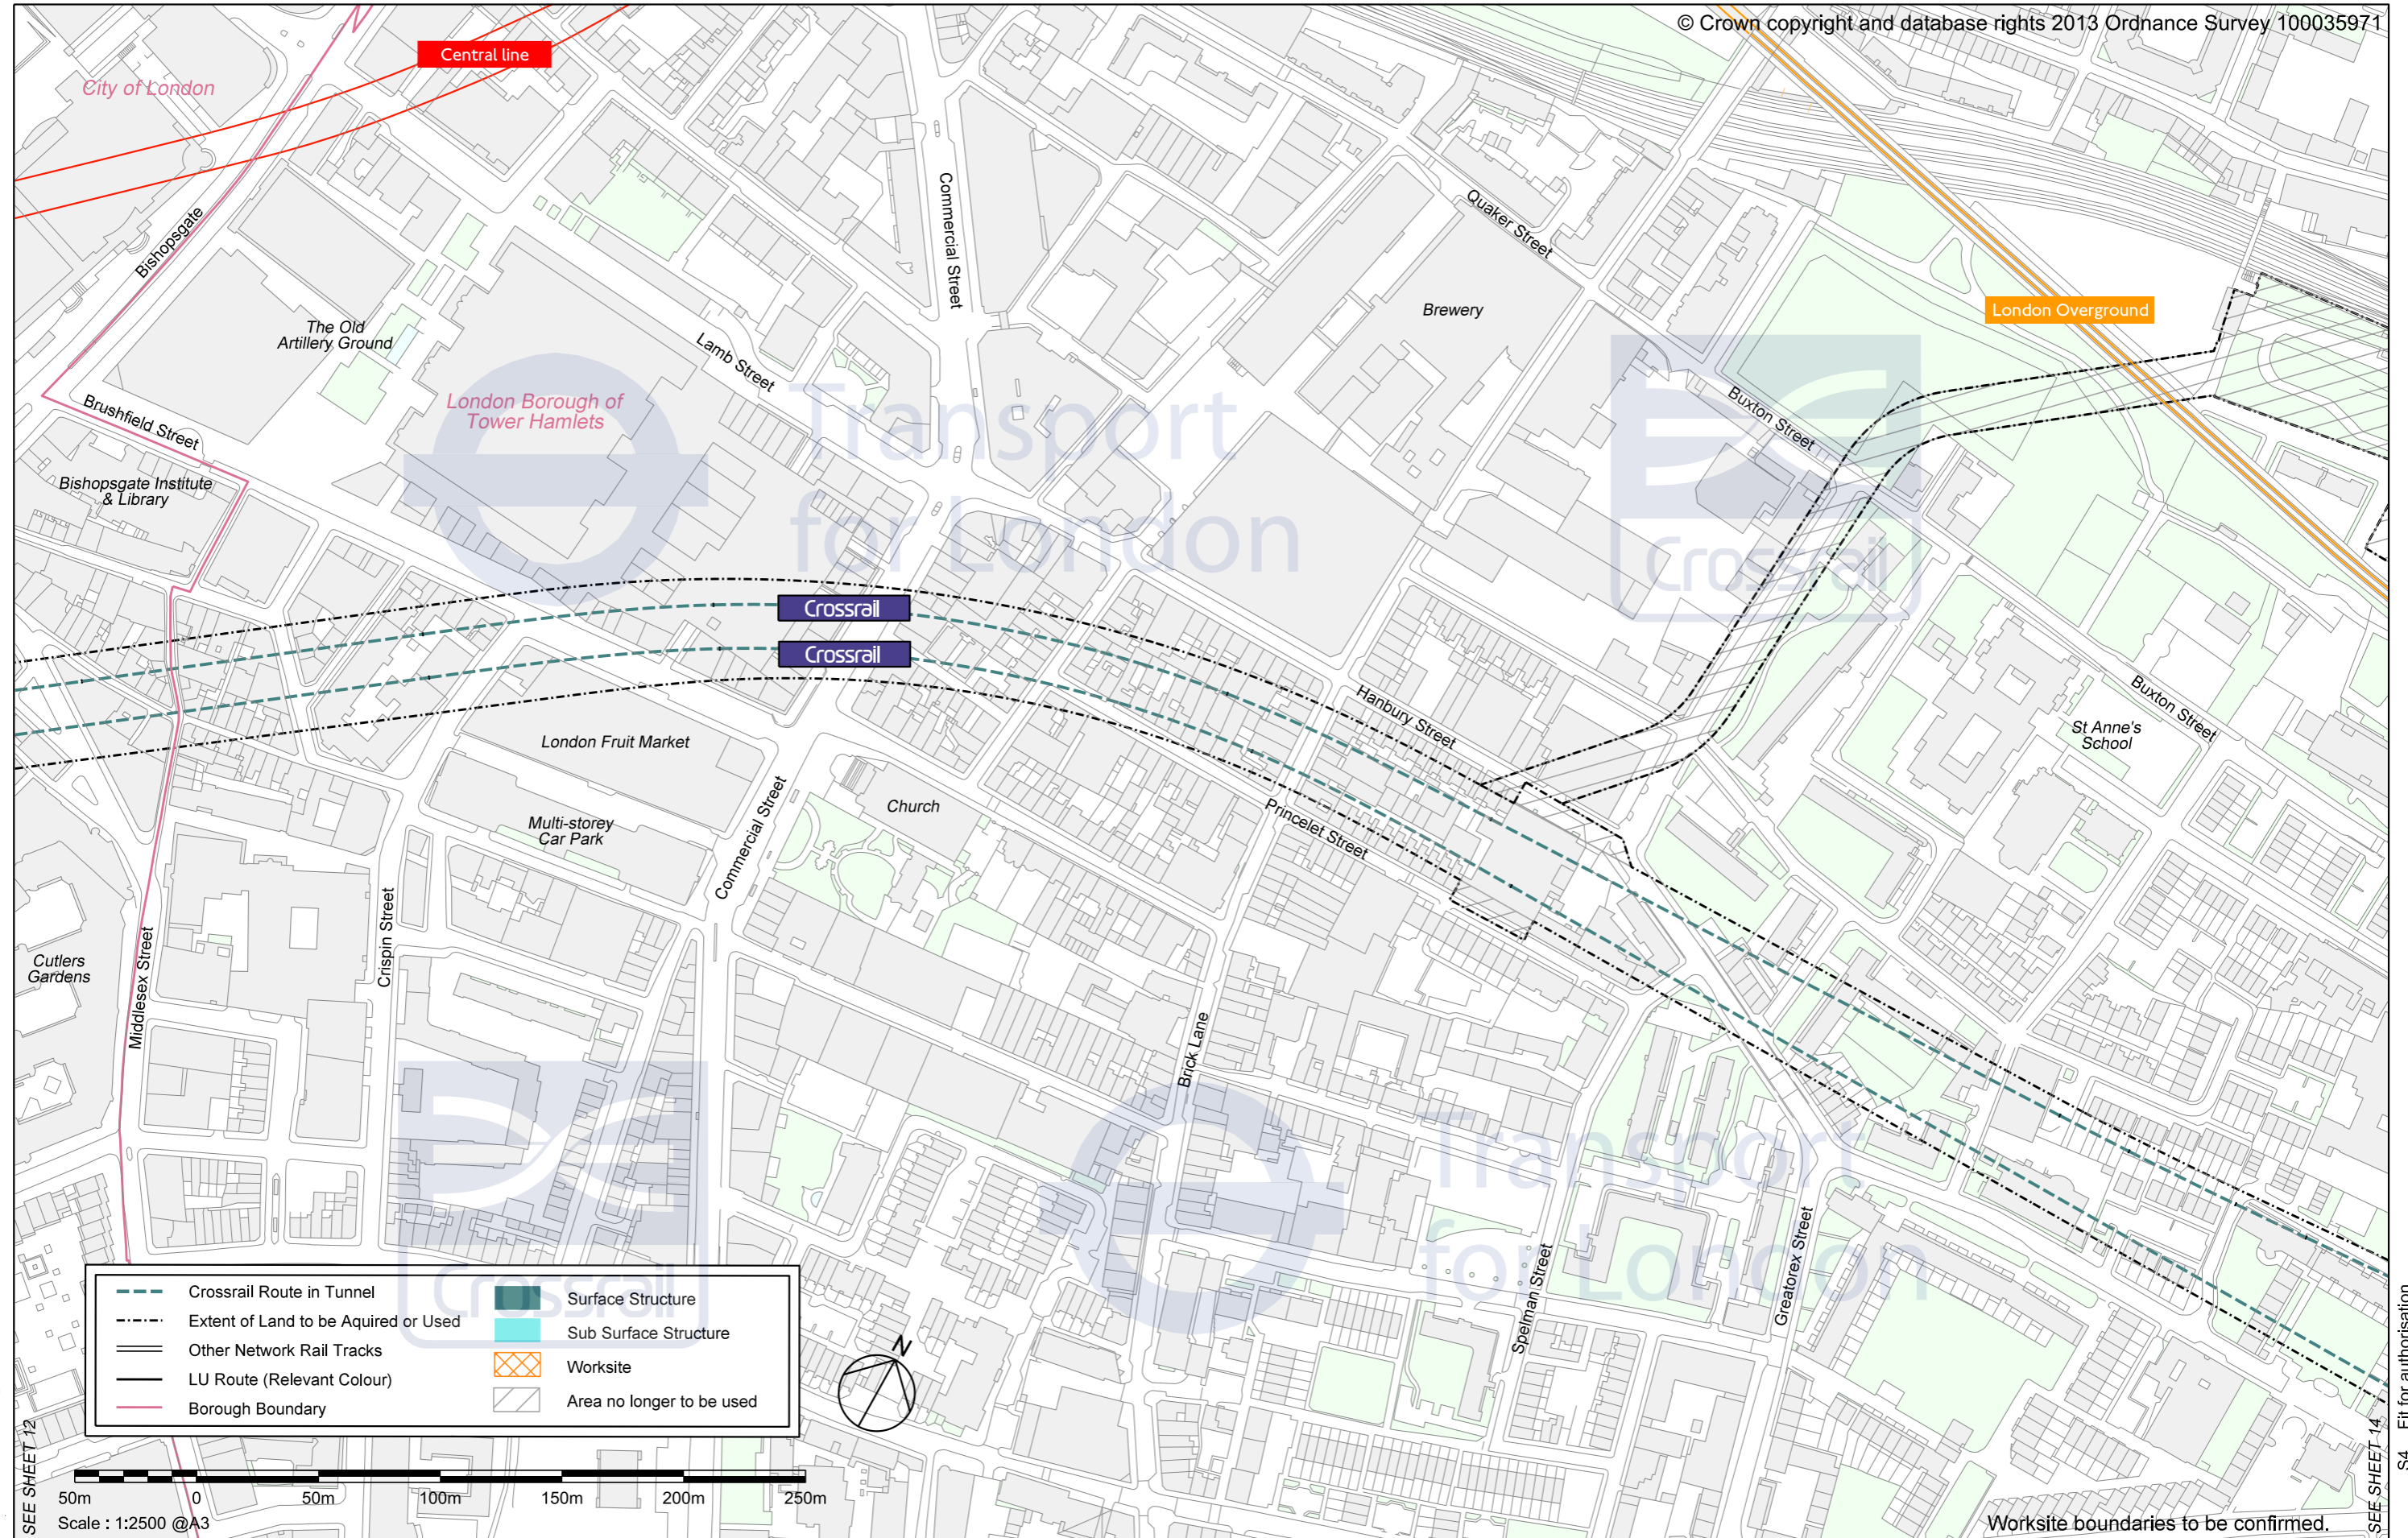 © Crown copyright and database rights 2013 Ordnance Survey 100035971
Central line
City of London
Bishopsgate
Commercial Street
Quaker Street
Brewery
London Overground
The Old
Artillery Ground
Lamb Street
London Borough of
Tower Hamlets
Transport
for London
Crossrail
Buxton Street
Brushfield Street
Bishopsgate Institute
& Library
Crossrail
Crossrail
Hanbury Street
Buxton Street
St Anne's
School
London Fruit Market
Church
Princelet Street
Multi-storey
Car Park
Commercial Street
Crispin Street
Middlesex Street
Cutlers
Gardens
Brick Lane
Transport
for London
Crossrail
Spelman Street
Greatorex Street
Crossrail Route in Tunnel
Extent of Land to be Aquired or Used
Other Network Rail Tracks
LU Route (Relevant Colour)
Borough Boundary
Surface Structure
Sub Surface Structure
Worksite
Area no longer to be used
N
50m 0 50m 100m 150m 200m 250m
Scale : 1:2500 @A3
SEE SHEET 12
SEE SHEET 14
Worksite boundaries to be confirmed.
S4 Fit for authorisation